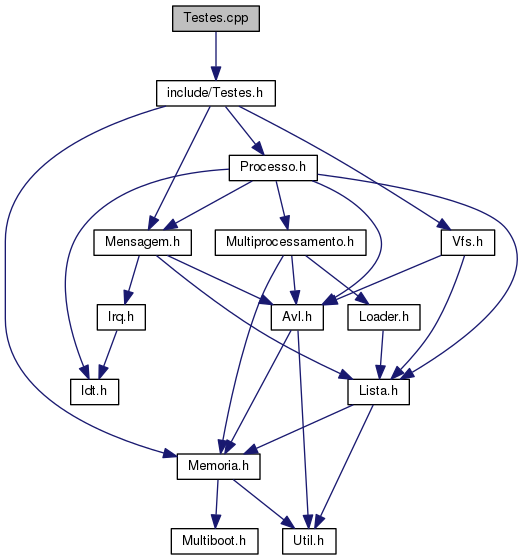 Testes.cpp
include/Testes.h
Processo.h
Mensagem.h
Multiprocessamento.h
Vfs.h
Irq.h
Avl.h
Loader.h
Idt.h
Lista.h
Memoria.h
Multiboot.h
Util.h